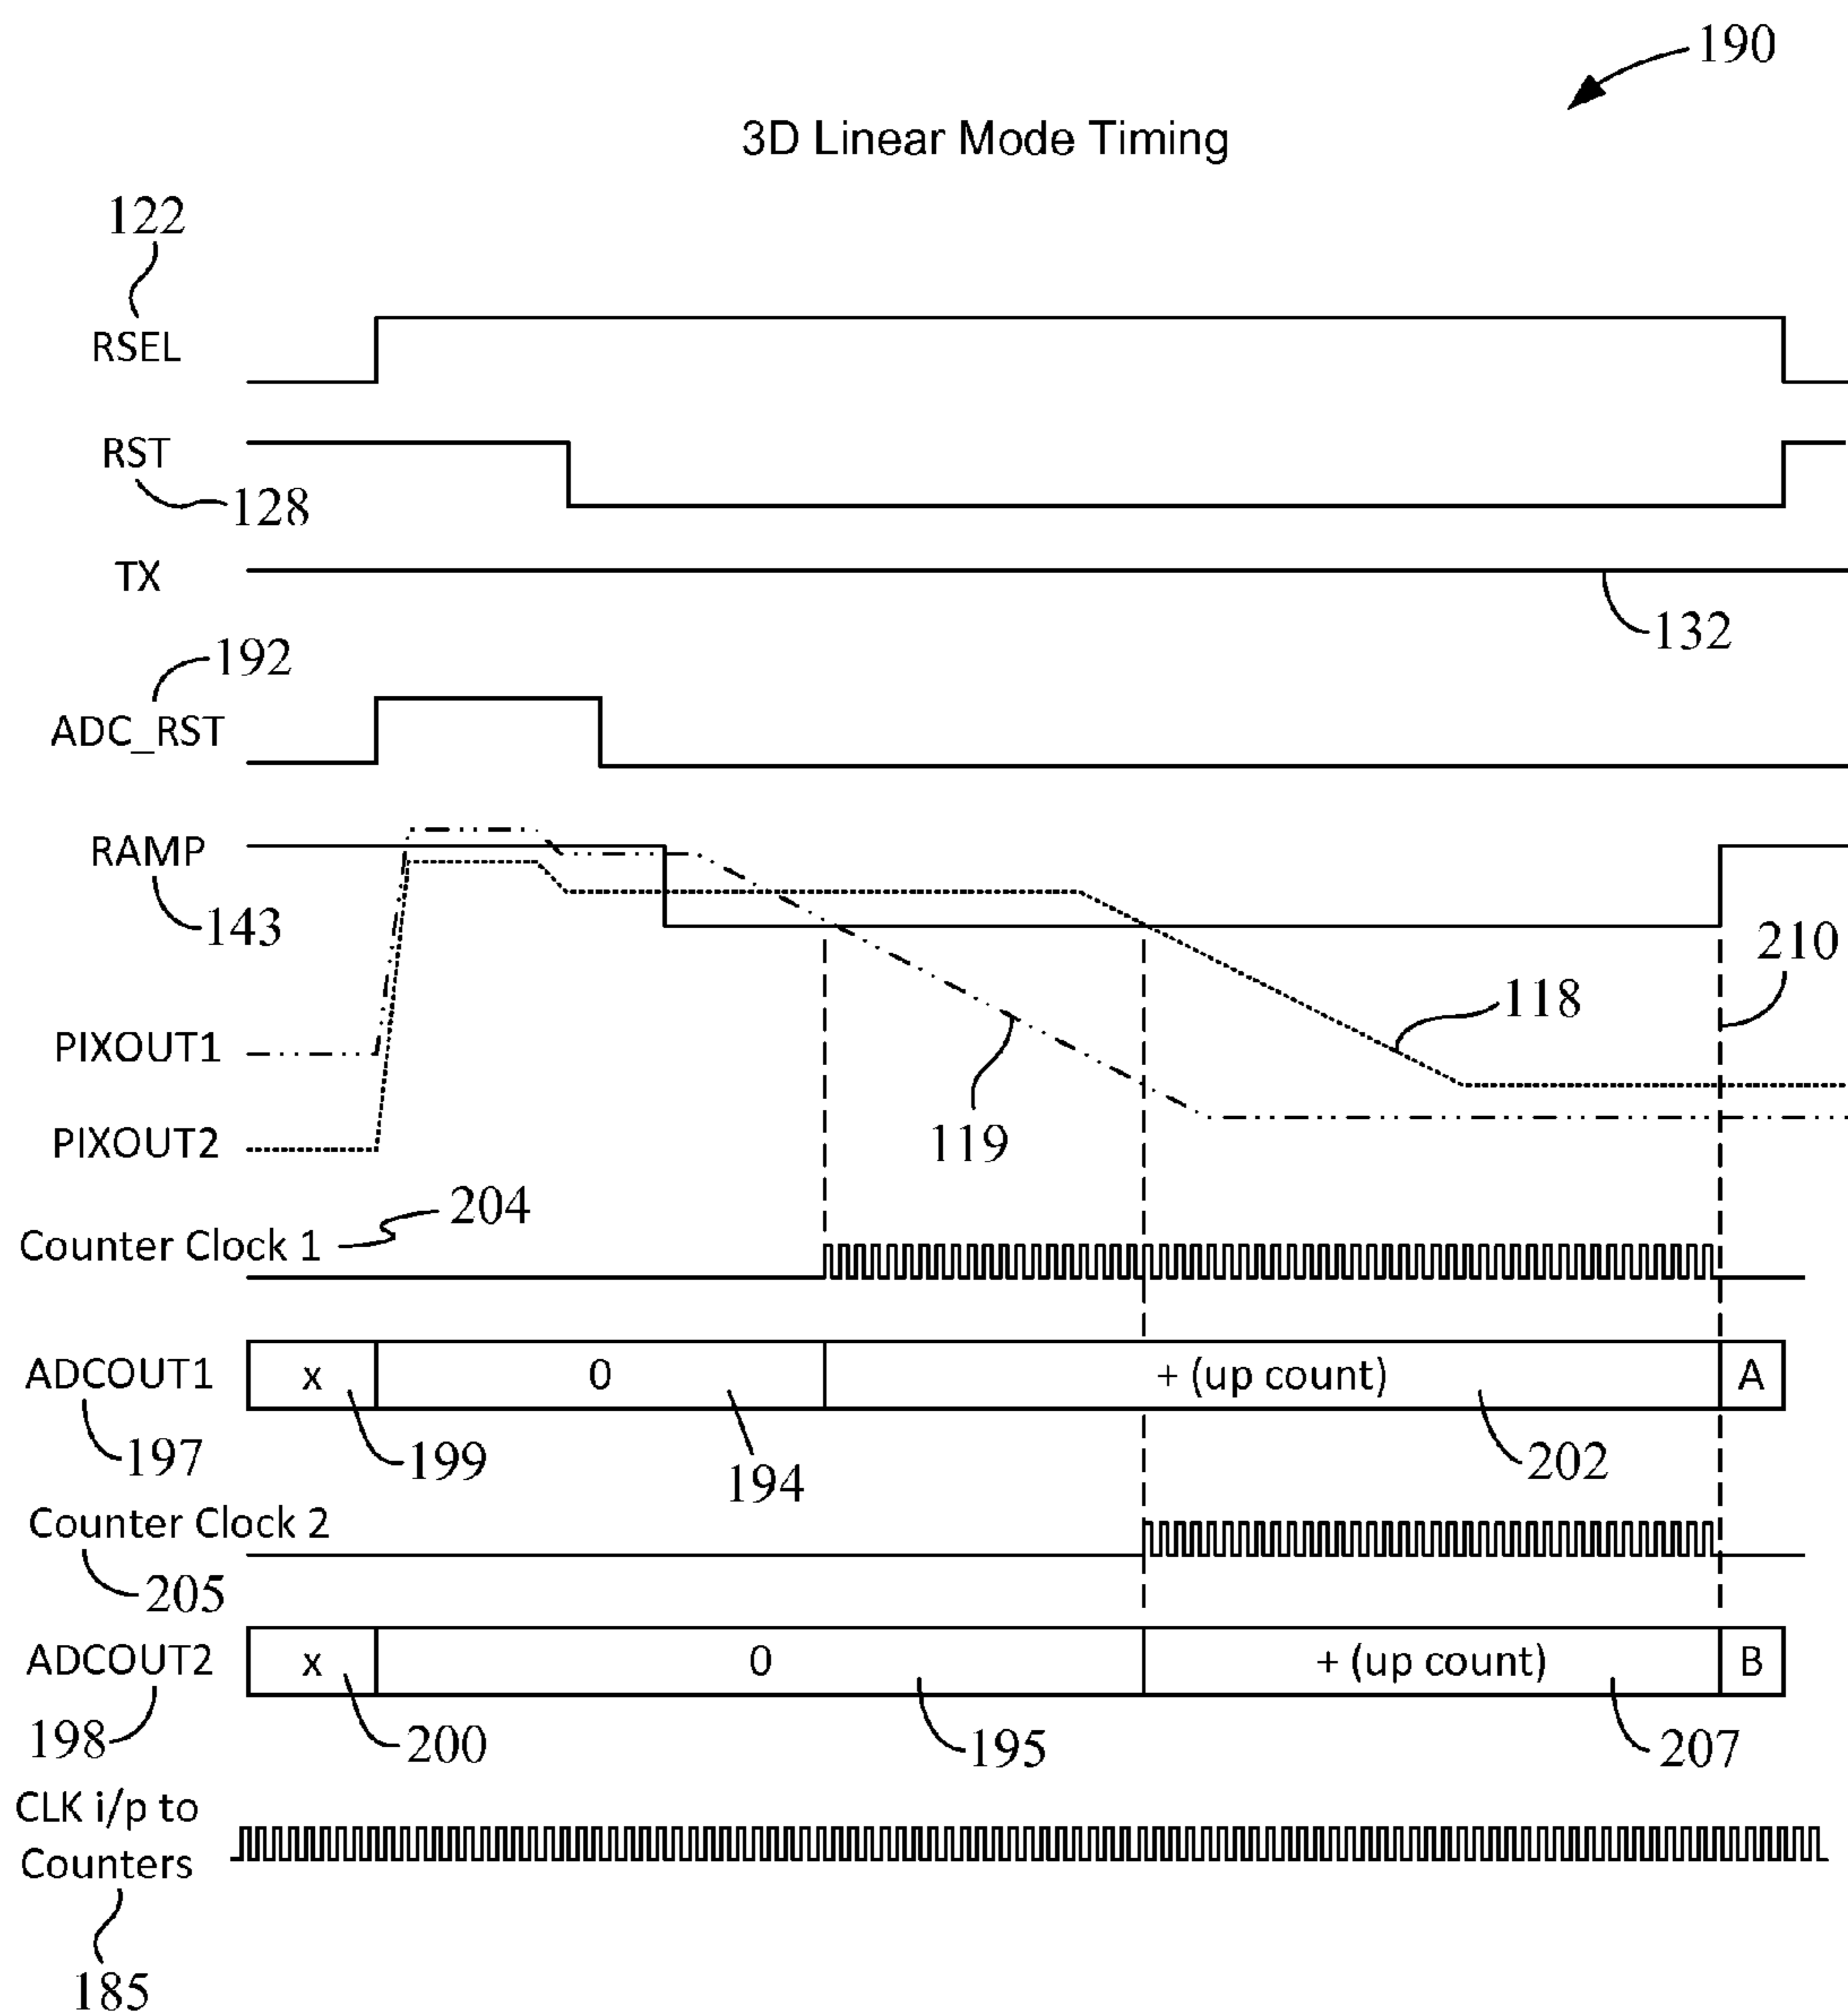 190
3D Linear Mode Timing
122
RSEL
RST
128
TX
132
192
ADC_RST
RAMP
143
210
118
PIXOUT1
119
PIXOUT2
204
Counter Clock 1
ADCOUT1
x
0
+ (up count)
A
197
199
194
202
Counter Clock 2
205
ADCOUT2
x
0
+ (up count)
B
198
200
195
207
CLK i/p to
Counters
185